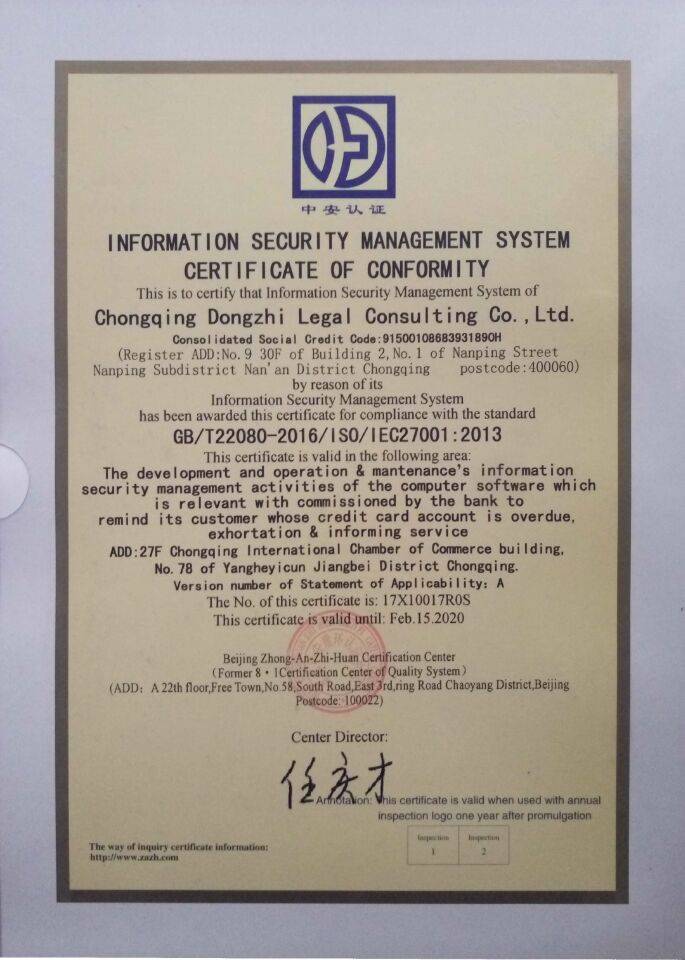 中安认证
INFORMATION SECURITY MANAGEMENT SYSTEM
CERTIFICATE OF CONFORMITY
This is to certify that Information Security Management System of
Chongqing Dongzhi Legal Consulting Co.,Ltd.
Consolidated Social Credit Code:91500108683931890H
(Register ADD:No.9 30F of Building 2,No.1 of Nanping Street
Nanping Subdistrict Nan'an District Chongqing postcode:400060)
by reason of its
Information Security Management System
has been awarded this certificate for compliance with the standard
GB/T22080-2016/ISO/IEC27001:2013
This certificate is valid in the following area:
The development and operation & mantenance's information
security management activities of the computer software which
is relevant with commissioned by the bank to
remind its customer whose credit card account is overdue,
exhortation & informing service
ADD:27F Chongqing International Chamber of Commerce building,
No.78 of Yangheyicun Jiangbei District Chongqing.
Version number of Statement of Applicability: A
The No. of this certificate is: 17X10017R0S
This certificate is valid until: Feb.15.2020
Beijing Zhong-An-Zhi-Huan Certification Center
(Former 8·1Certification Center of Quality System)
(ADD: A 22th floor,Free Town,No 58,South Road,East 3rd,ring Road Chaoyang District,Beijing
Postcode: 100022)
Center Director:
任庆才
Annotation: This certificate is valid when used with annual
inspection logo one year after promulgation
Inspection Inspection
1 2
The way of inquiry certificate information:
http://www.zazh.com